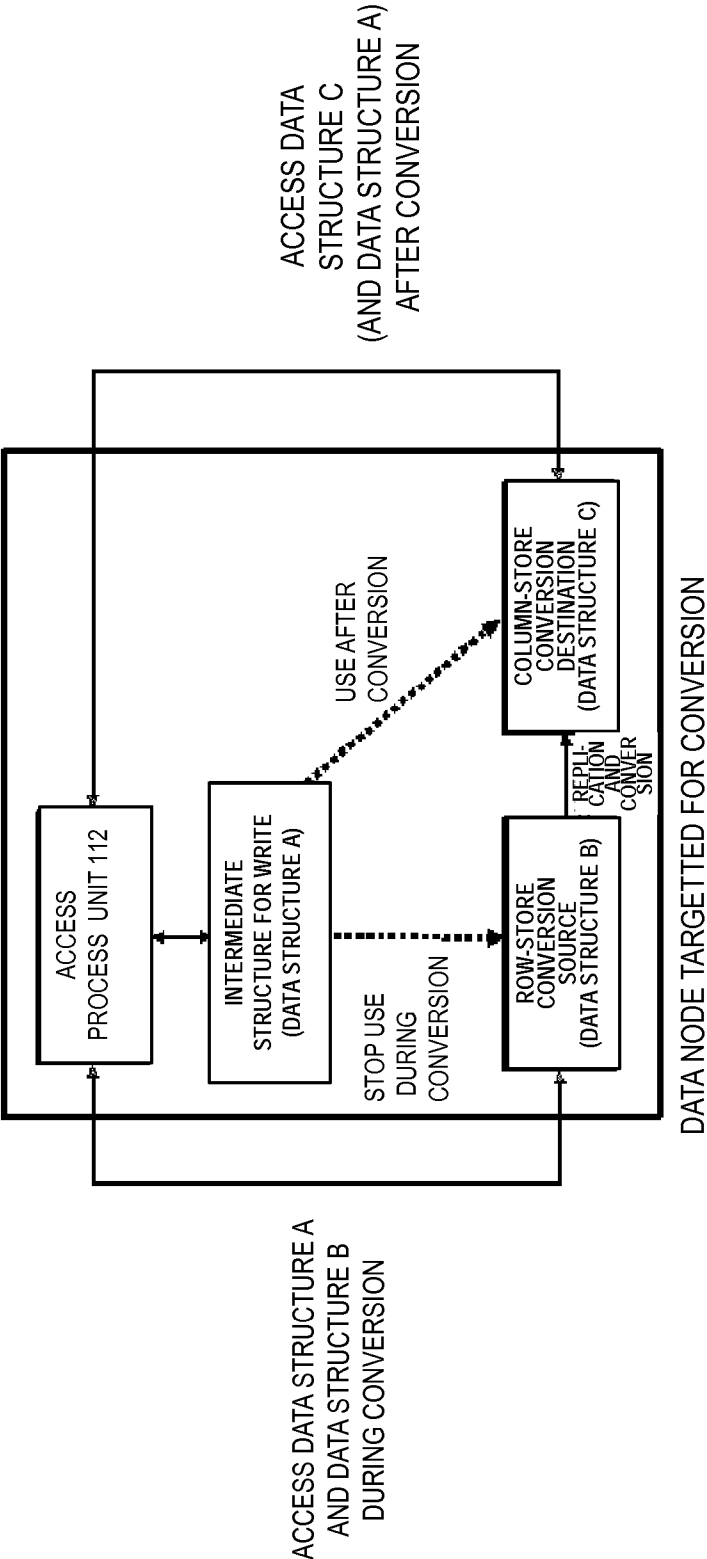 ACCESS DATA STRUCTURE A
AND DATA STRUCTURE B
DURING CONVERSION
ACCESS
PROCESS UNIT 112
INTERMEDIATE
STRUCTURE FOR WRITE
(DATA STRUCTURE A)
STOP USE
DURING
CONVERSION
USE AFTER
CONVERSION
ROW-STORE
CONVERSION
SOURCE
(DATA STRUCTURE B)
REPLI-
CATION
AND
CONVER
SION
COLUMN-STORE
CONVERSION
DESTINATION
(DATA STRUCTURE C)
ACCESS DATA
STRUCTURE C
(AND DATA STRUCTURE A)
AFTER CONVERSION
DATA NODE TARGETTED FOR CONVERSION